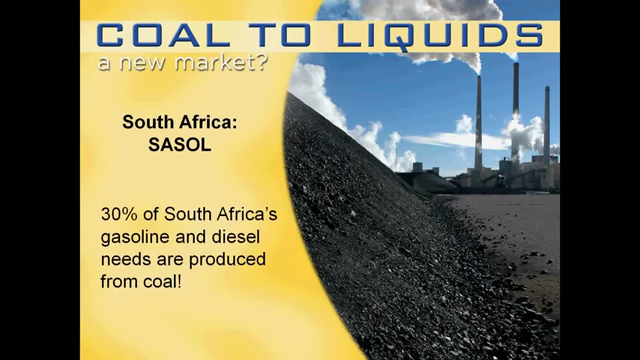 COAL TO LIQUIDS
a new market?
South Africa:
SASOL
30% of South Africa's
gasoline and diesel
needs are produced
from coal!